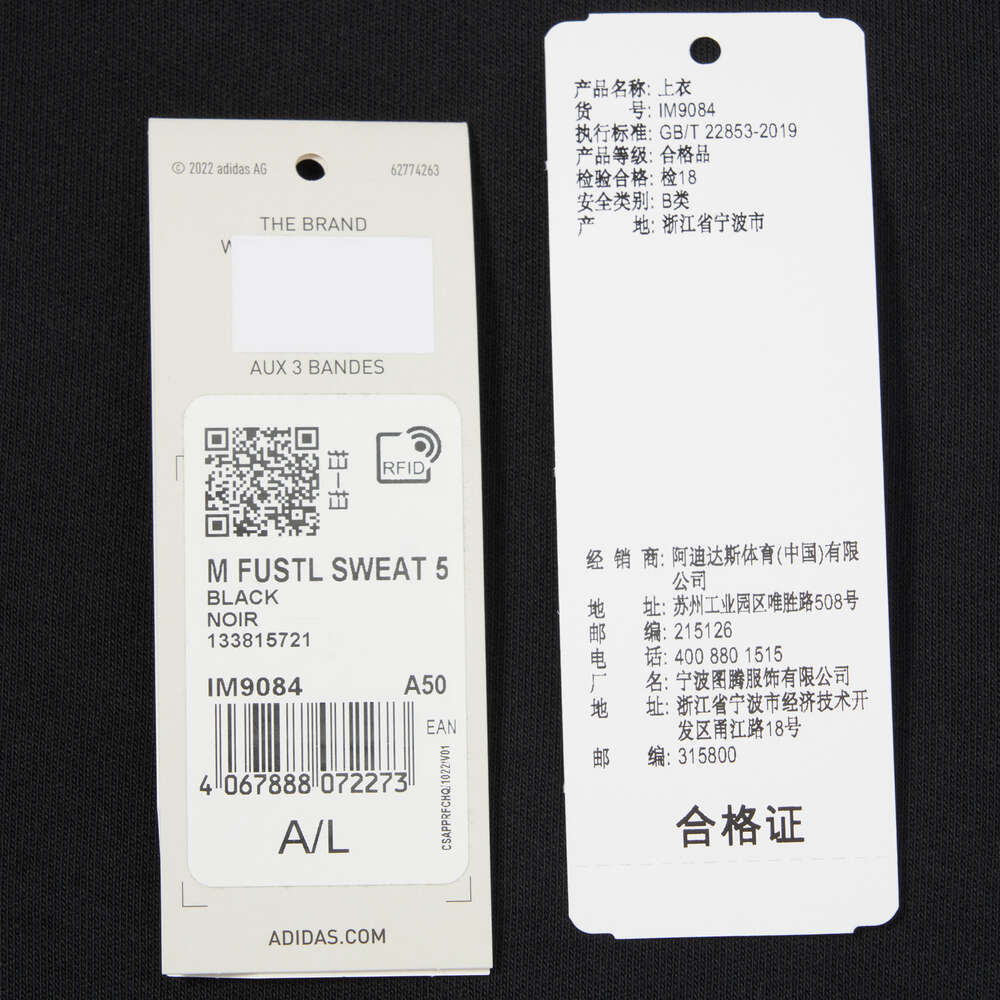 © 2022 adidas AG
62774263
THE BRAND
AUX 3 BANDES
RFID
M FUSTL SWEAT 5
BLACK
NOIR
133815721
IM9084 A50
EAN
4 067888 072273
CSAPPRFCHQ/1022/V01
A/L
ADIDAS.COM
产品名称: 上衣
货 号: IM9084
执行标准: GB/T 22853-2019
产品等级: 合格品
检验合格: 检18
安全类别: B类
产 地: 浙江省宁波市
经 销 商: 阿迪达斯体育(中国)有限
公司
地 址: 苏州工业园区唯胜路508号
邮 编: 215126
电 话: 400 880 1515
厂 名: 宁波图腾服饰有限公司
地 址: 浙江省宁波市经济技术开
发区甬江路18号
邮 编: 315800
合格证